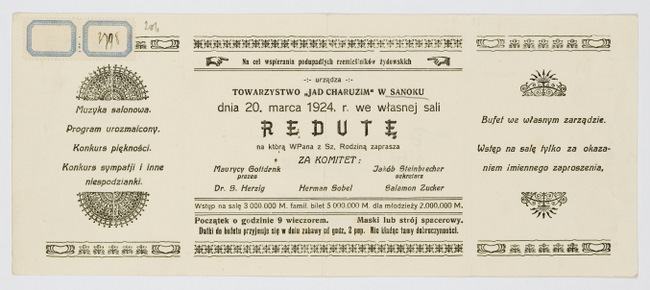 Muzyka salonowa.
Program urozmaicony.
Konkurs piękności.
Konkurs sympatji i inne
niespodzianki.
Na cel wspierania podupadłych rzemieślników żydowskich
-:- urządza -:-
TOWARZYSTWO „JAD CHARUZIM" W SANOKU
dnia 20. marca 1924. r. we własnej sali
REDUTĘ
na którą WPana z Sz. Rodziną zaprasza
ZA KOMITET:
Maurycy Goldenk Jakób Steinbrecher
prezes sekretarz
Dr. S. Herzig Herman Sobel Salamon Zucker
Wstęp na salę 3 000.000 M. famil. bilet 5 000.000 M. dla młodzieży 2.000.000 M.
Początek o godzinie 9 wieczorem. Maski lub strój spacerowy.
Datki do bufetu przyjmuje się w dniu zabawy od godz. 2 pop. Nie kładąc tamy dobroczynności.
Bufet we własnym zarządzie.
Wstęp na salę tylko za okaza-
niem imiennego zaproszenia,